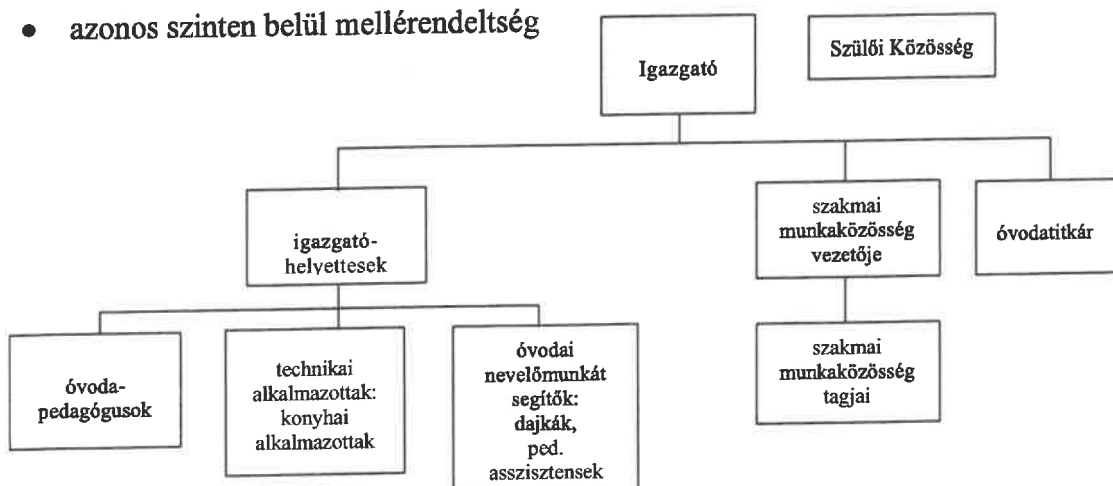 • azonos szinten belül mellérendeltség
Igazgató
Szülői Közösség
igazgató-
helyettesek
szakmai
munkaközösség
vezetője
óvodatitkár
óvoda-
pedagógusok
technikai
alkalmazottak:
konyhai
alkalmazottak
óvodai
nevelőmunkát
segítők:
dajkák,
ped.
asszisztensek
szakmai
munkaközösség
tagjai